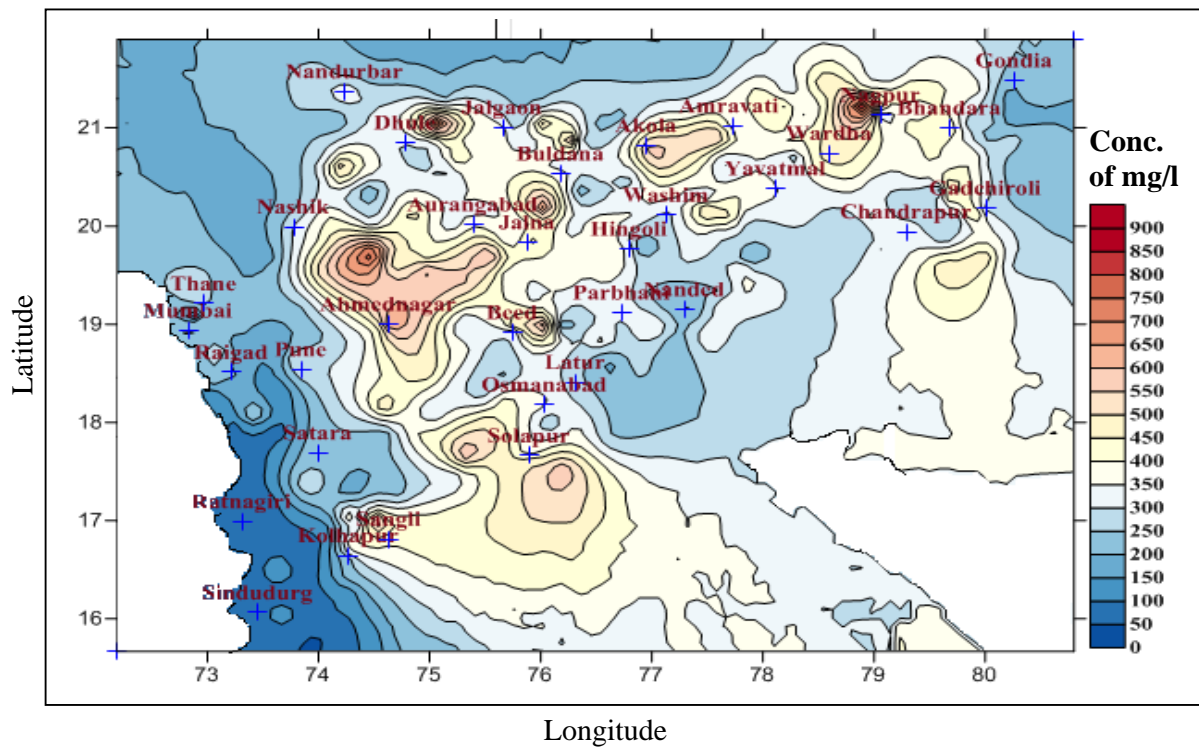 Nandurbar
Gondia
Jalgaon
Nagpur
Amravati
Bhandara
21
Dhule
Akola
Wardha
Conc.
of mg/l
Buldana
Yavatmal
Washim
Gadchiroli
Nashik
Aurangabad
Chandrapur
20
Jalna
Hingoli
900
850
800
750
700
650
600
550
500
450
400
350
300
250
200
150
100
50
0
Thane
Parbhani
Nanded
Mumbai
Ahmednagar
Beed
19
Latitude
Raigad
Pune
Latur
Osmanabad
18
Satara
Solapur
Ratnagiri
17
Sangli
Kolhapur
Sindudurg
16
73
74
75
76
77
78
79
80
Longitude